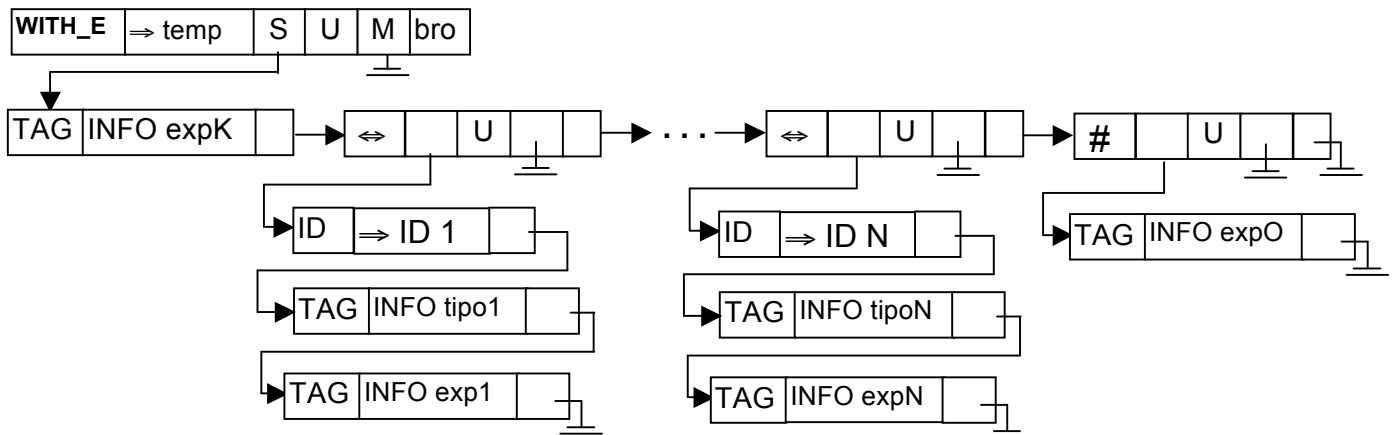 WITH_E ⇒ temp S U M bro
TAG INFO expK ⇔ U . . . ⇔ U # U
ID ⇒ ID 1 ID ⇒ ID N TAG INFO expO
TAG INFO tipo1 TAG INFO tipoN
TAG INFO exp1 TAG INFO expN